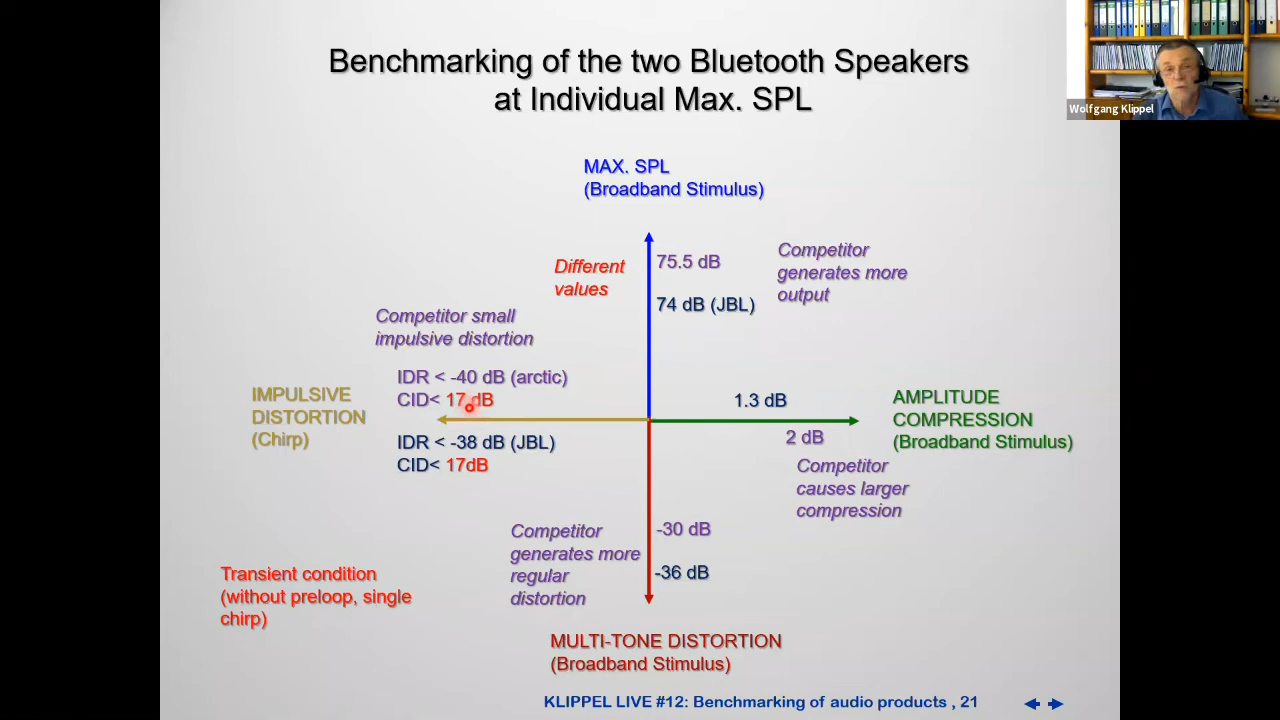 Benchmarking of the two Bluetooth Speakers
at Individual Max. SPL
Wolfgang Klippel
MAX. SPL
(Broadband Stimulus)
Different
values
75.5 dB
74 dB (JBL)
Competitor
generates more
output
Competitor small
impulsive distortion
IDR < -40 dB (arctic)
CID< 17 dB
IMPULSIVE
DISTORTION
(Chirp)
IDR < -38 dB (JBL)
CID< 17dB
1.3 dB
2 dB
AMPLITUDE
COMPRESSION
(Broadband Stimulus)
Competitor
causes larger
compression
Competitor
generates more
regular
distortion
-30 dB
-36 dB
Transient condition
(without preloop, single
chirp)
MULTI-TONE DISTORTION
(Broadband Stimulus)
KLIPPEL LIVE #12: Benchmarking of audio products , 21